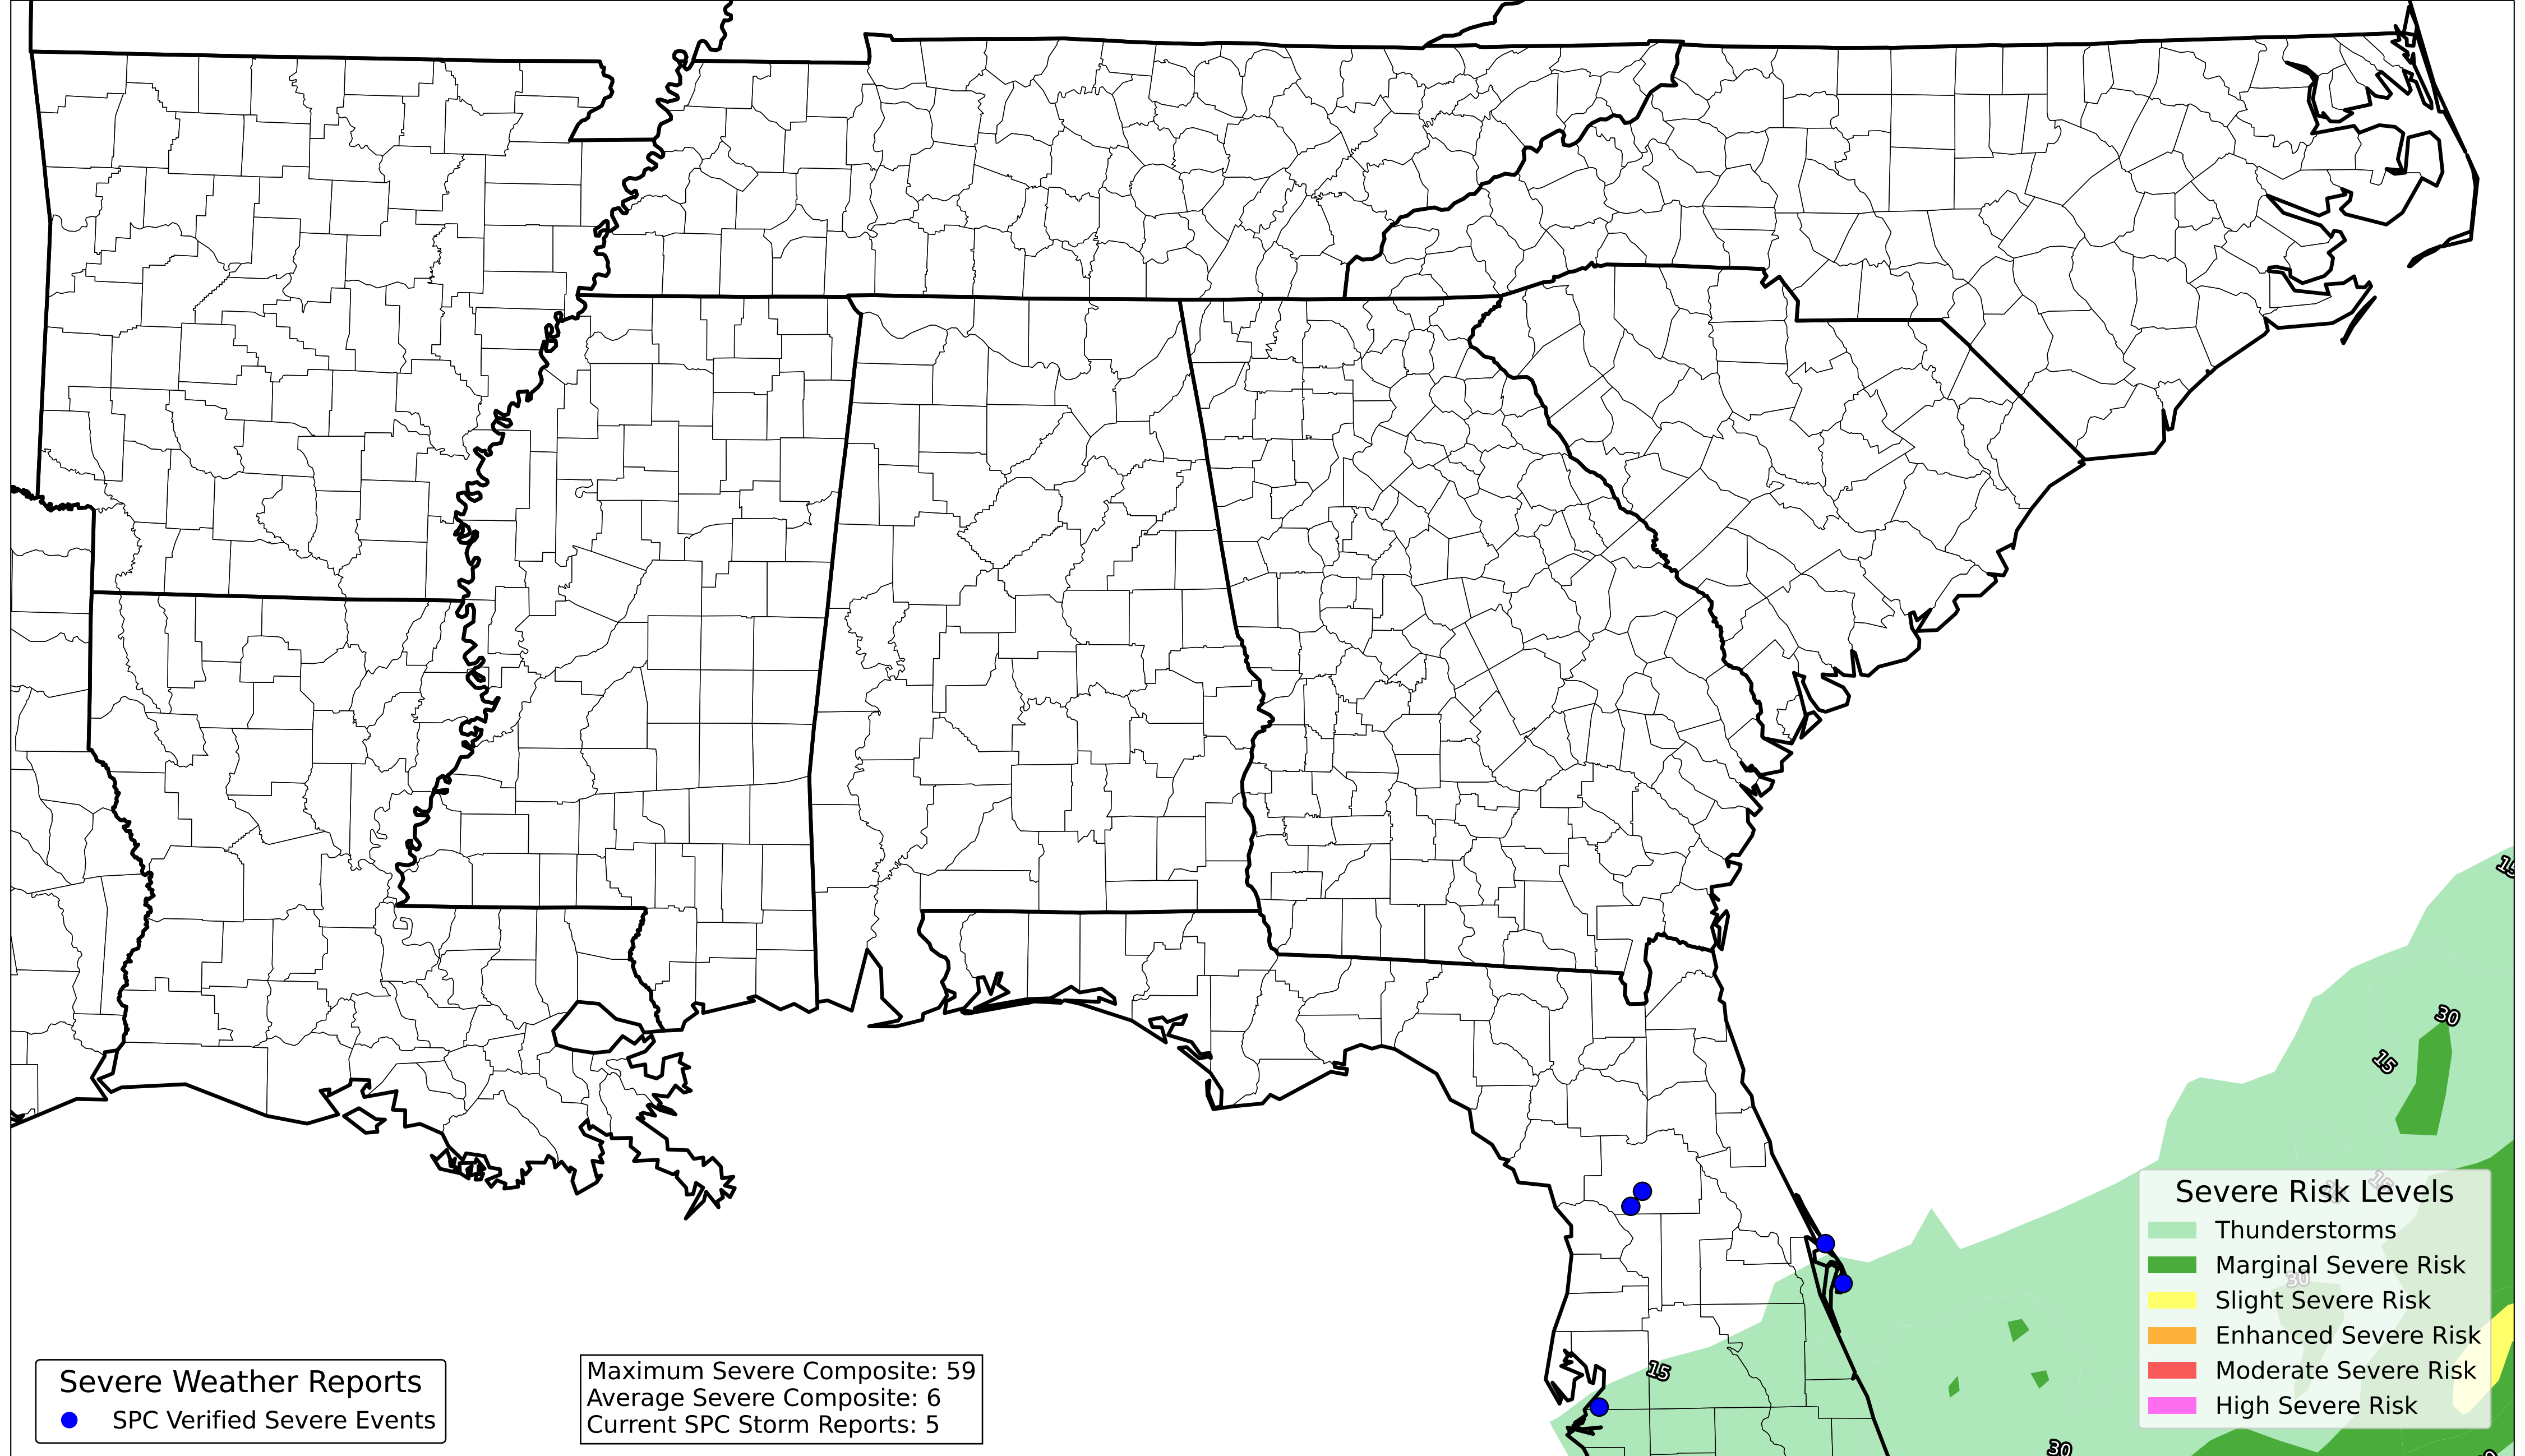 15
30
15
15
30
Severe Risk Levels
Thunderstorms
Marginal Severe Risk
Slight Severe Risk
Enhanced Severe Risk
Moderate Severe Risk
High Severe Risk
15
Severe Weather Reports
SPC Verified Severe Events
Maximum Severe Composite: 59
Average Severe Composite: 6
Current SPC Storm Reports: 5
30